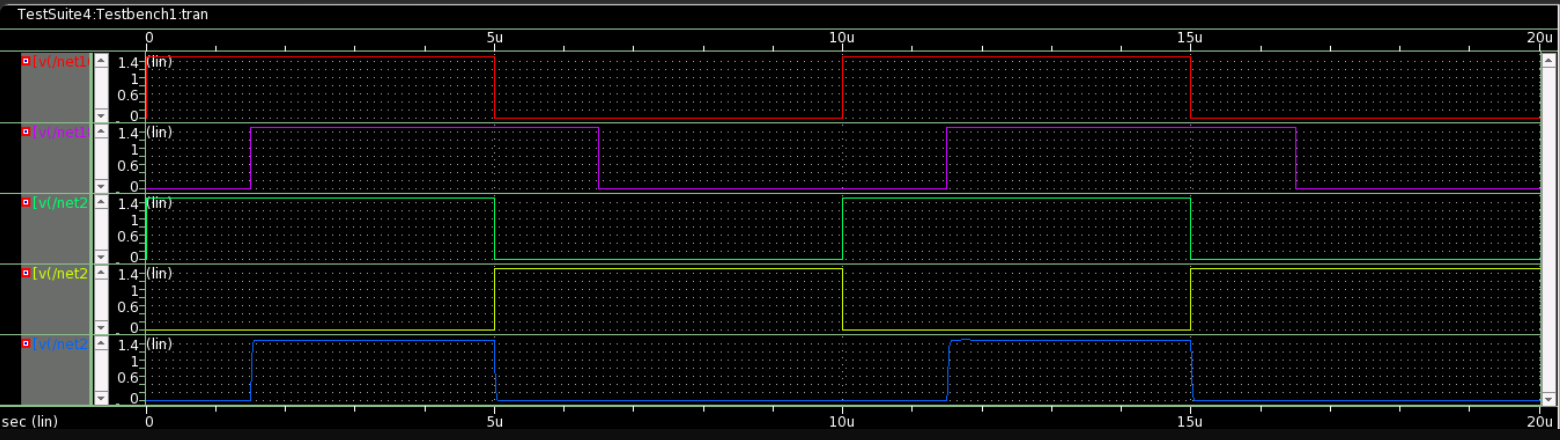 TestSuite4:Testbench1:tran
0 5u 10u 15u 20u
[v(/net1 1.4 (lin)
1
0.6
0
[v(/net1 1.4 (lin)
1
0.6
0
[v(/net2 1.4 (lin)
1
0.6
0
[v(/net2 1.4 (lin)
1
0.6
0
[v(/net2 1.4 (lin)
1
0.6
0
sec (lin) 0 5u 10u 15u 20u